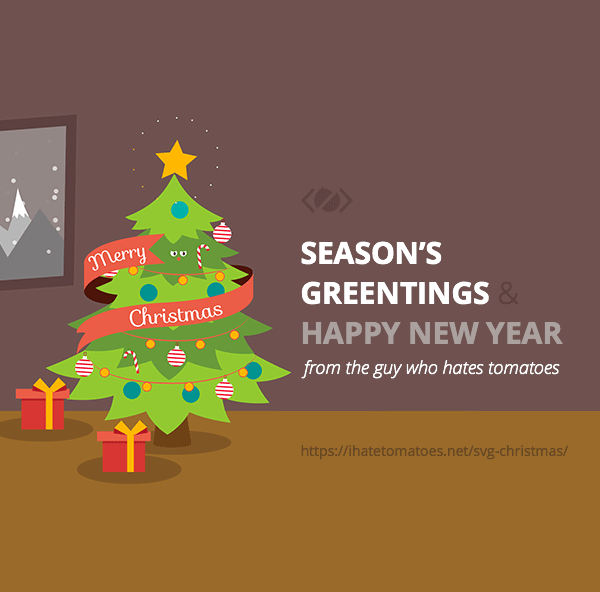 Merry
Christmas
SEASON'S
GREENTINGS &
HAPPY NEW YEAR
from the guy who hates tomatoes
https://ihatetomatoes.net/svg-christmas/